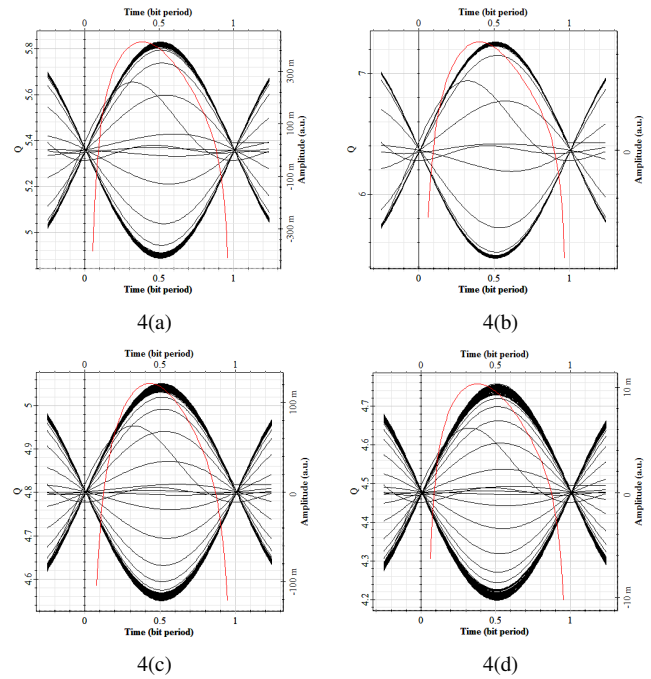 Time (bit period)
0 0.5 1
Q
5.8
5.6
5.4
5.2
5
Amplitude (a.u.)
300 m
100 m
-100 m
-300 m
0 0.5 1
Time (bit period)
4(a)
Time (bit period)
0 0.5 1
Q
7
6
Amplitude (a.u.)
0
0 0.5 1
Time (bit period)
4(b)
Time (bit period)
0 0.5 1
Q
5
4.9
4.8
4.7
4.6
Amplitude (a.u.)
100 m
0
-100 m
0 0.5 1
Time (bit period)
4(c)
Time (bit period)
0 0.5 1
Q
4.7
4.6
4.5
4.4
4.3
4.2
Amplitude (a.u.)
10 m
0
-10 m
0 0.5 1
Time (bit period)
4(d)